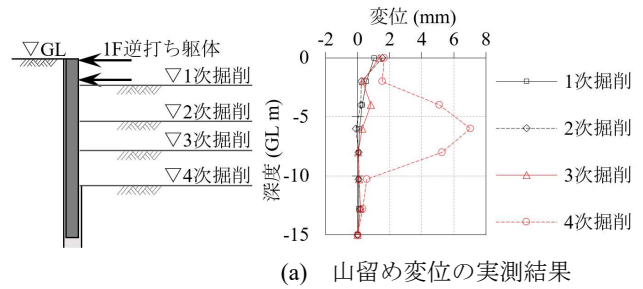 ▽GL
1F逆打ち躯体
▽1次掘削
▽2次掘削
▽3次掘削
▽4次掘削
変位 (mm)
-2 0 2 4 6 8
0
-5
-10
-15
深度 (GL m)
1次掘削
2次掘削
3次掘削
4次掘削
(a) 山留め変位の実測結果